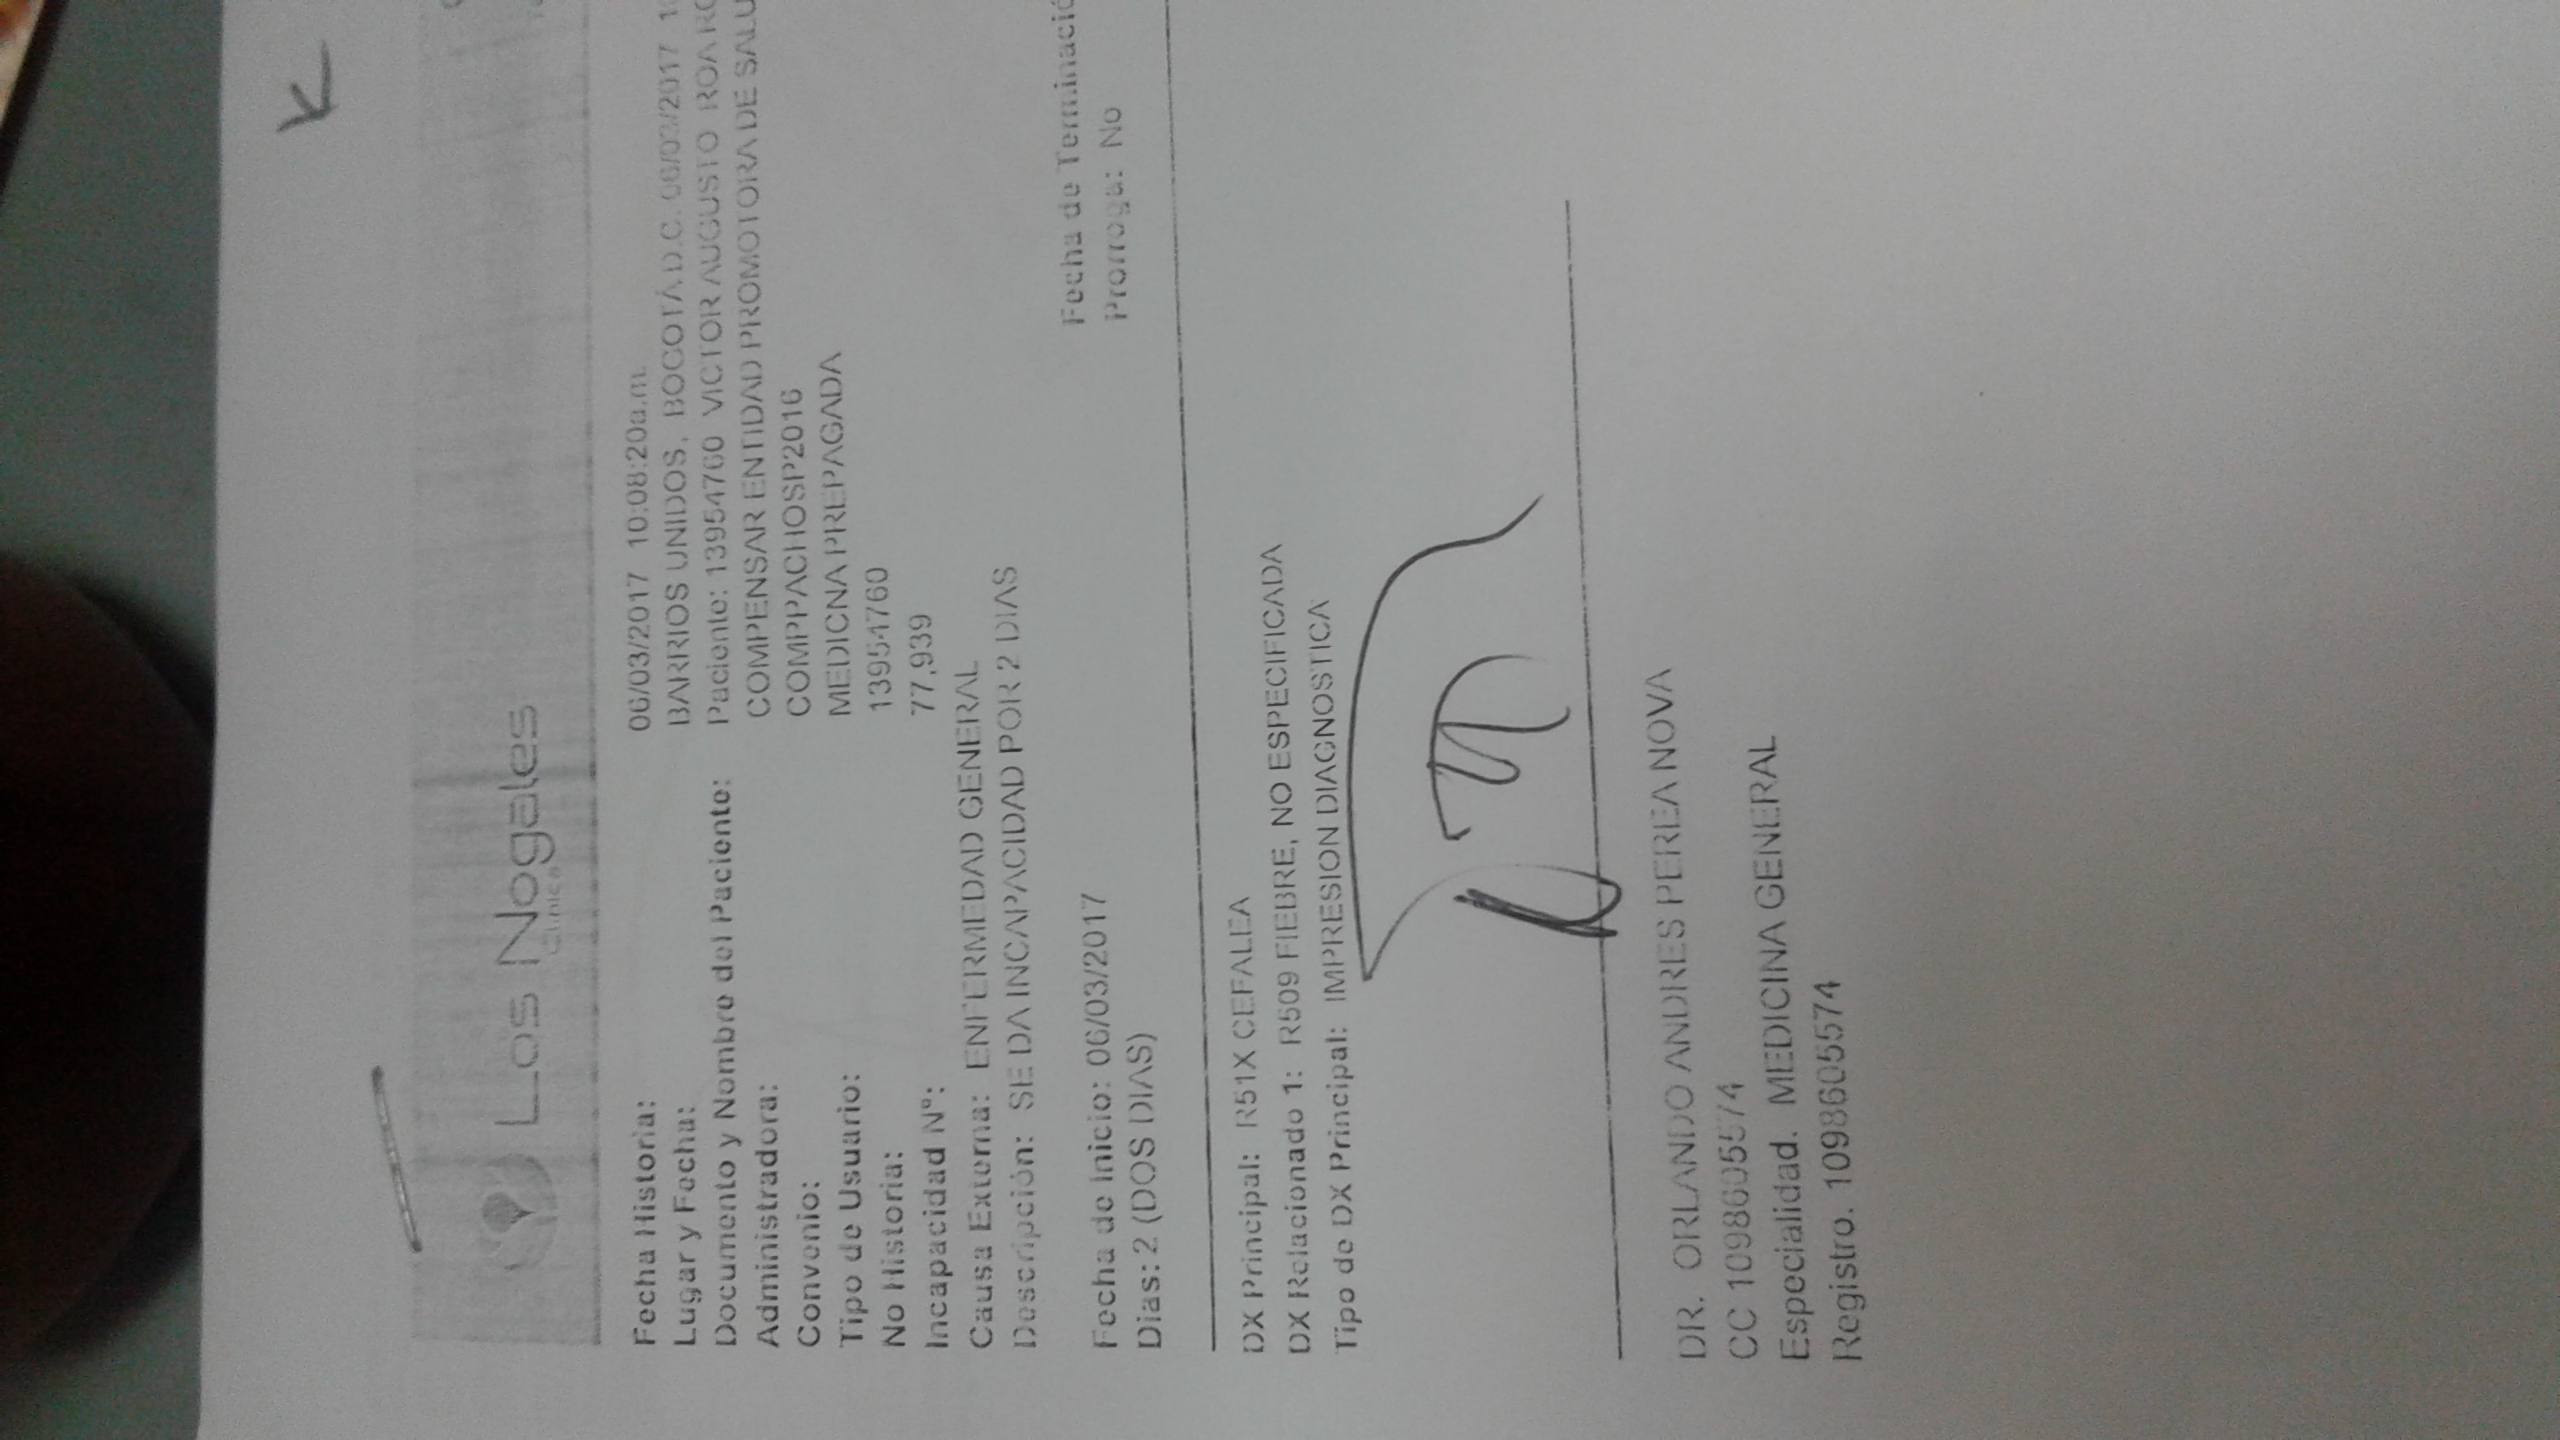 Los Nogales
Clínica
Fecha Historia: 06/03/2017 10:08:20a.m.
Lugar y Fecha: BARRIOS UNIDOS, BOGOTÁ D.C. 06/03/2017
Documento y Nombre del Paciente: Paciente: 13954760 VICTOR AUGUSTO ROA
Administradora: COMPENSAR ENTIDAD PROMOTORA DE SALU
Convenio: COMPPACHOSP2016
Tipo de Usuario: MEDICNA PREPAGADA
No Historia: 13954760
Incapacidad Nº: 77,939
Causa Externa: ENFERMEDAD GENERAL
Descripción: SE DA INCAPACIDAD POR 2 DIAS
Fecha de Terminació
Fecha de Inicio: 06/03/2017
Prorroga: No
Dias: 2 (DOS DIAS)
DX Principal: R51X CEFALEA
DX Relacionado 1: R509 FIEBRE, NO ESPECIFICADA
Tipo de DX Principal: IMPRESION DIAGNOSTICA
DR. ORLANDO ANDRES PEREA NOVA
CC 1098605574
Especialidad. MEDICINA GENERAL
Registro. 1098605574